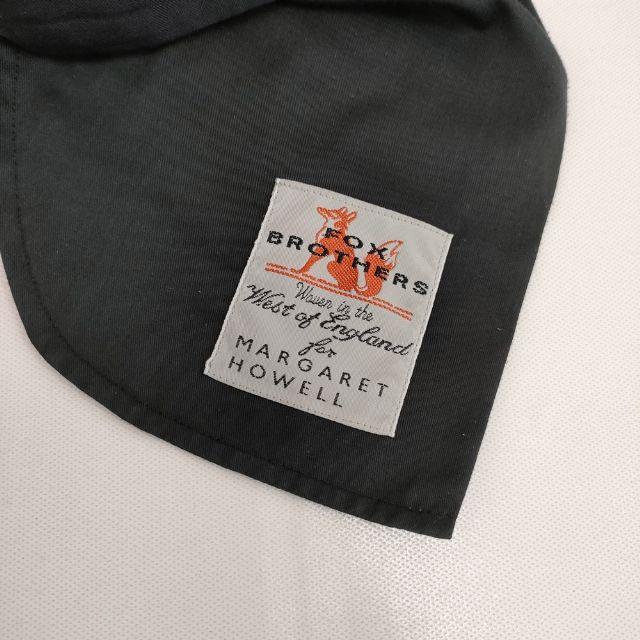 FOX
BROTHERS
Woven in the
West of England
for
MARGARET
HOWELL